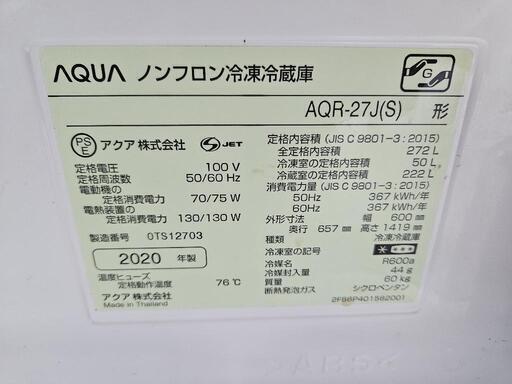 AQUA ノンフロン冷凍冷蔵庫
G
AQR-27J(S) 形
PS E アクア株式会社 S JET
定格電圧 100 V
定格周波数 50/60 Hz
電動機の
定格消費電力 70/75 W
電熱装置の
定格消費電力 130/130 W
製造番号 0TS12703
2020 年製
温度ヒューズ
定格動作温度 76℃
アクア株式会社
Made in Thailand
定格内容積 (JIS C 9801-3 : 2015)
全定格内容積 272 L
冷凍室の定格内容積 50 L
冷蔵室の定格内容積 222 L
消費電力量 (JIS C 9801-3 : 2015)
50Hz 367 kWh/年
60Hz 367 kWh/年
外形寸法 幅 600 mm
奥行 657 mm 高さ 1419 mm
種類 冷凍冷蔵庫
冷凍室の記号
冷媒名 R600a
冷媒封入量 44 g
質量 60 kg
断熱発泡ガス シクロペンタン
2FB6P401582001
>ABS<